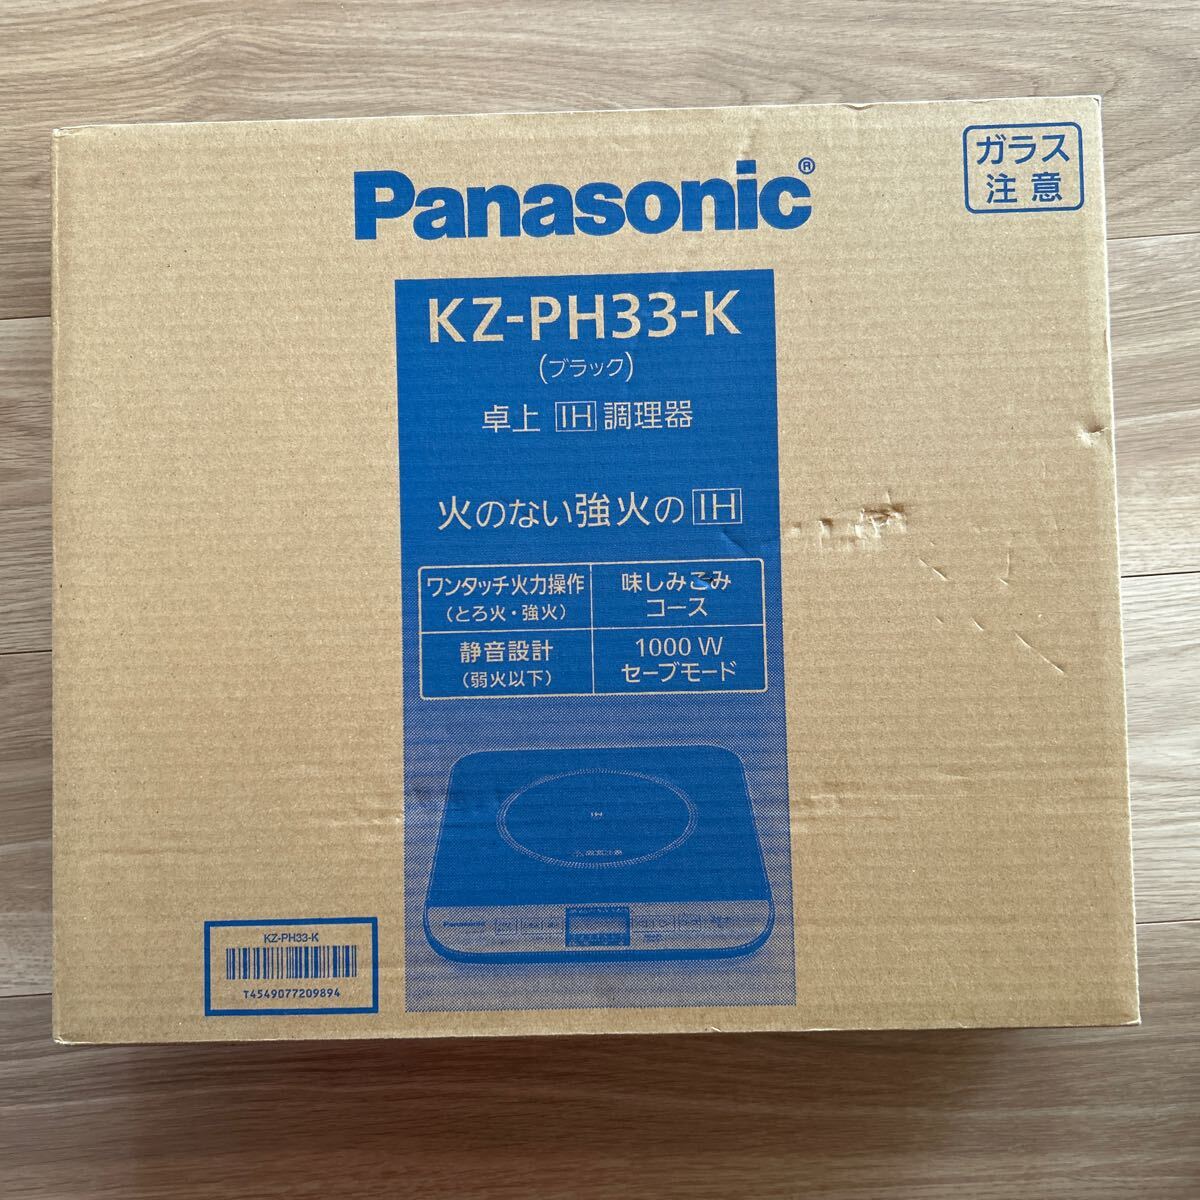 Panasonic®
ガラス
注意
KZ-PH33-K
(ブラック)
卓上 IH 調理器
火のない強火の IH
ワンタッチ火力操作
(とろ火・強火)
味しみこみ
コース
静音設計
(弱火以下)
1000 W
セーブモード
IH
Panasonic
KZ-PH33-K
T4549077209894